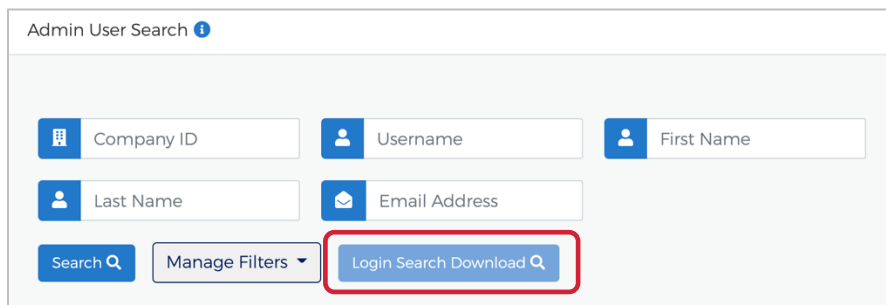 Admin User Search
Company ID
Username
First Name
Last Name
Email Address
Search
Manage Filters
Login Search Download